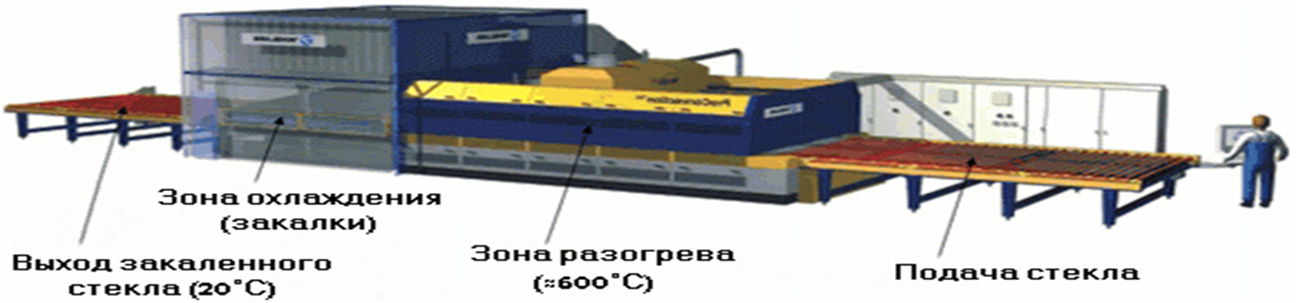 Зона охлаждения
(закалки)
Выход закаленного
стекла (20°С)
Зона разогрева
(≈600°С)
Подача стекла